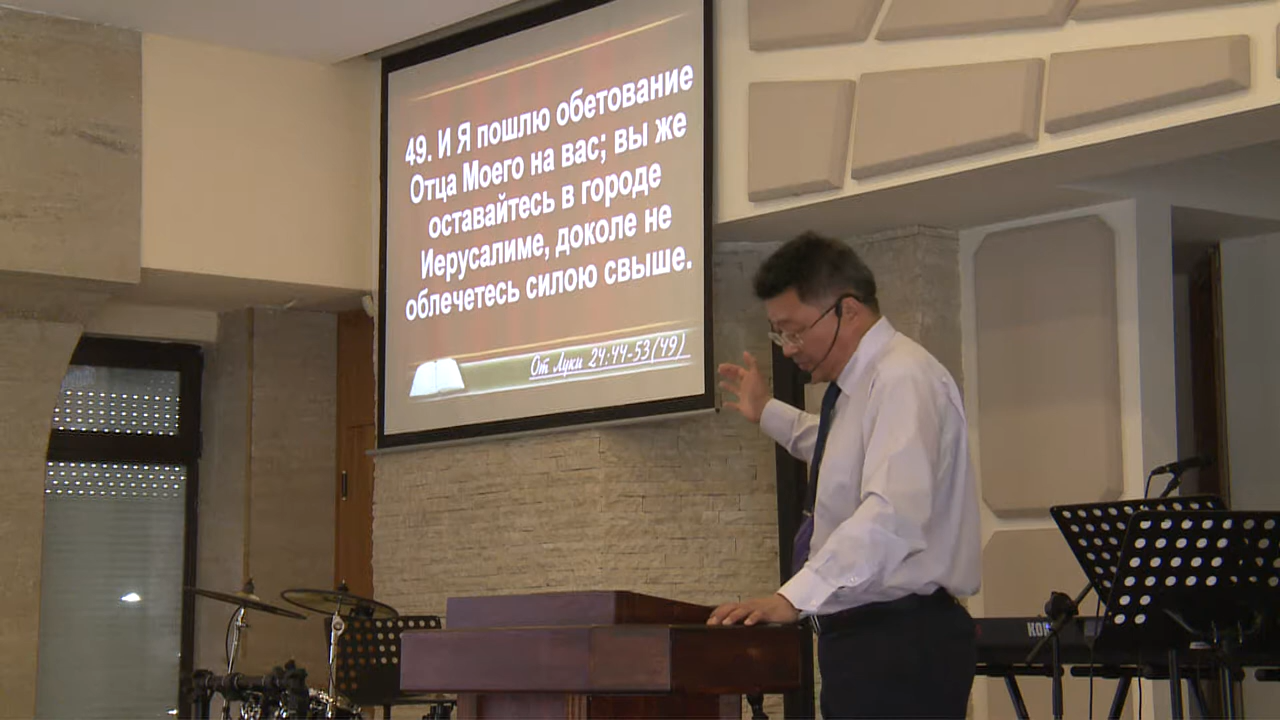 49. И Я пошлю обетование
Отца Моего на вас; вы же
оставайтесь в городе
Иерусалиме, доколе не
облечетесь силою свыше.
От Луки 24:44-53(49)